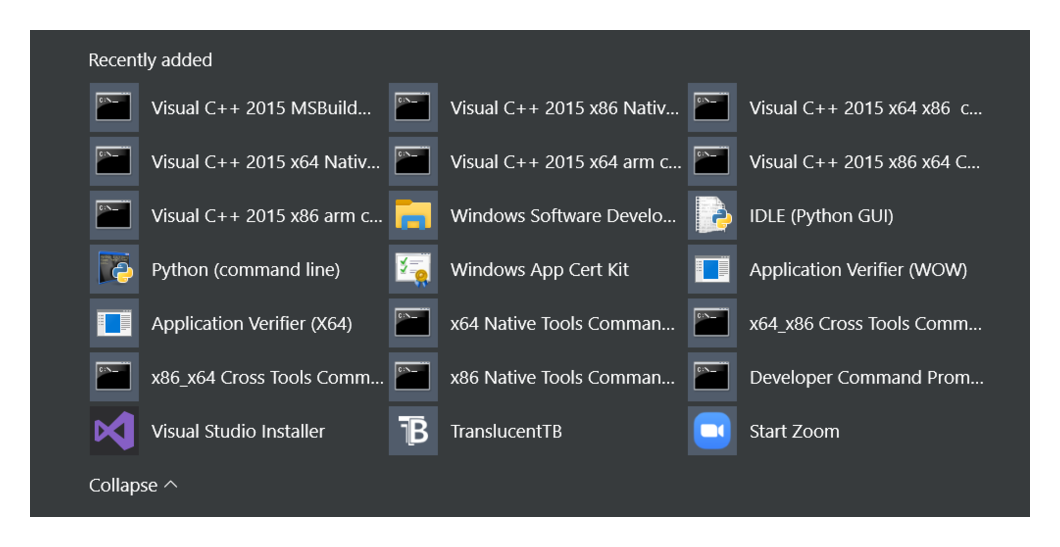 Recently added
Visual C++ 2015 MSBuild...
Visual C++ 2015 x86 Nativ...
Visual C++ 2015 x64 x86  c...
Visual C++ 2015 x64 Nativ...
Visual C++ 2015 x64 arm c...
Visual C++ 2015 x86 x64 C...
Visual C++ 2015 x86 arm c...
Windows Software Develo...
IDLE (Python GUI)
Python (command line)
Windows App Cert Kit
Application Verifier (WOW)
Application Verifier (X64)
x64 Native Tools Comman...
x64_x86 Cross Tools Comm...
x86_x64 Cross Tools Comm...
x86 Native Tools Comman...
Developer Command Prom...
Visual Studio Installer
TranslucentTB
Start Zoom
Collapse